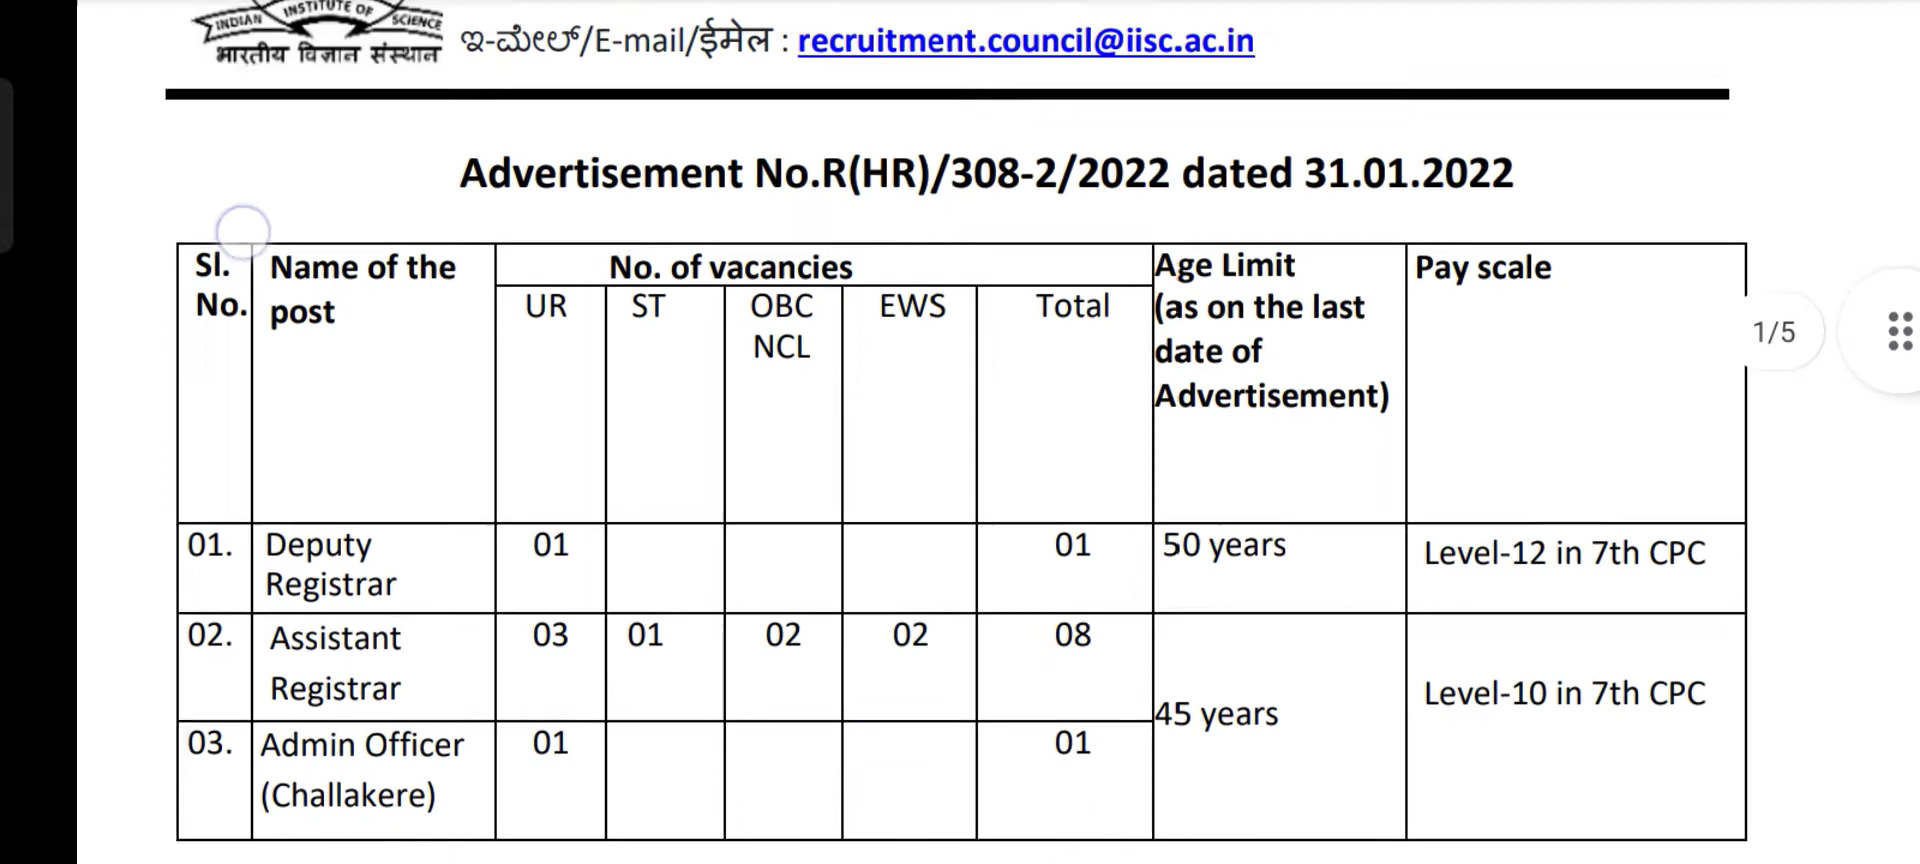 INDIAN INSTITUTE OF SCIENCE
भारतीय विज्ञान संस्थान
ಇ-ಮೇಲ್/E-mail/ईमेल : recruitment.council@iisc.ac.in
Advertisement No.R(HR)/308-2/2022 dated 31.01.2022
Sl. No.
Name of the post
No. of vacancies
UR
ST
OBC NCL
EWS
Total
Age Limit
(as on the last
date of
Advertisement)
Pay scale
1/5
01. Deputy Registrar 01 01 50 years Level-12 in 7th CPC
02. Assistant Registrar 03 01 02 02 08
45 years Level-10 in 7th CPC
03. Admin Officer (Challakere) 01 01